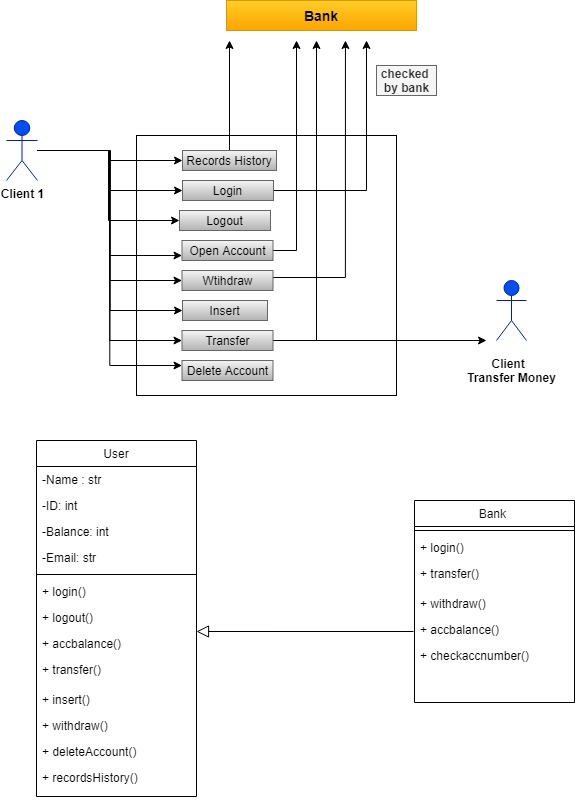 Bank
checked
by bank
Client 1
Records History
Login
Logout
Open Account
Wtihdraw
Insert
Transfer
Delete Account
Client
Transfer Money
User
-Name : str
-ID: int
-Balance: int
-Email: str
+ login()
+ logout()
+ accbalance()
+ transfer()
+ insert()
+ withdraw()
+ deleteAccount()
+ recordsHistory()
Bank
+ login()
+ transfer()
+ withdraw()
+ accbalance()
+ checkaccnumber()